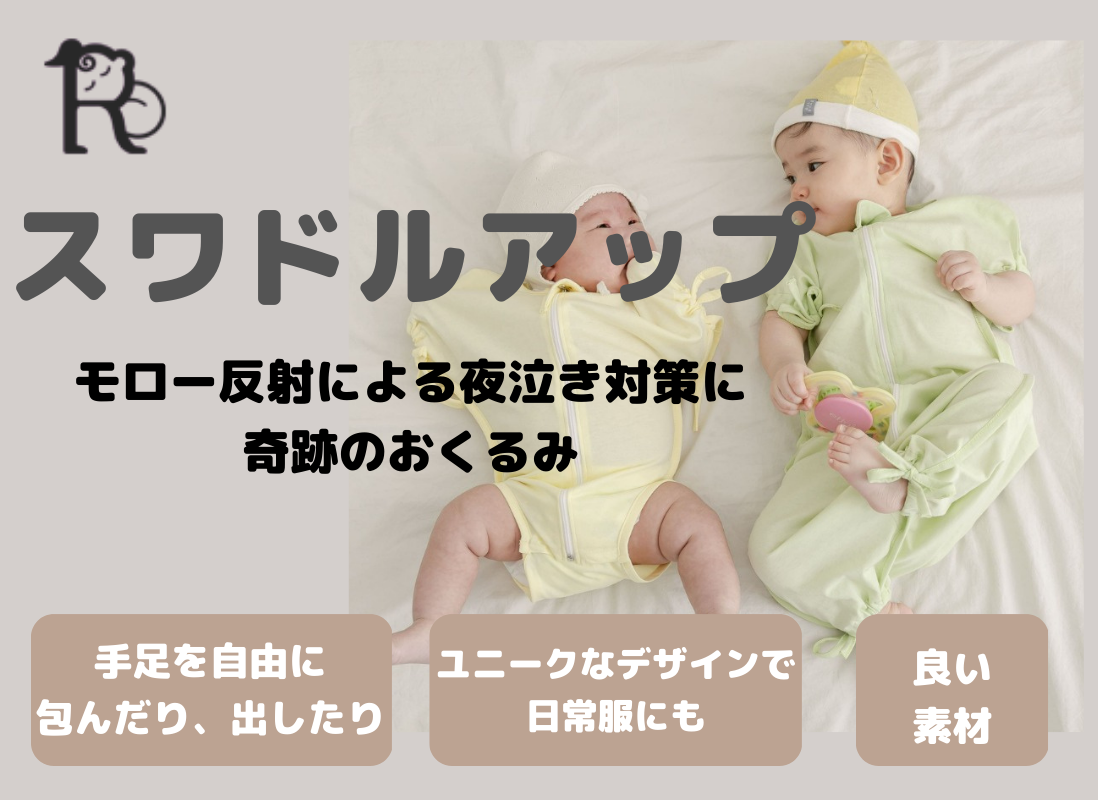 R
スワドルアップ
モロー反射による夜泣き対策に
奇跡のおくるみ
手足を自由に
包んだり、出したり
ユニークなデザインで
日常服にも
良い
素材